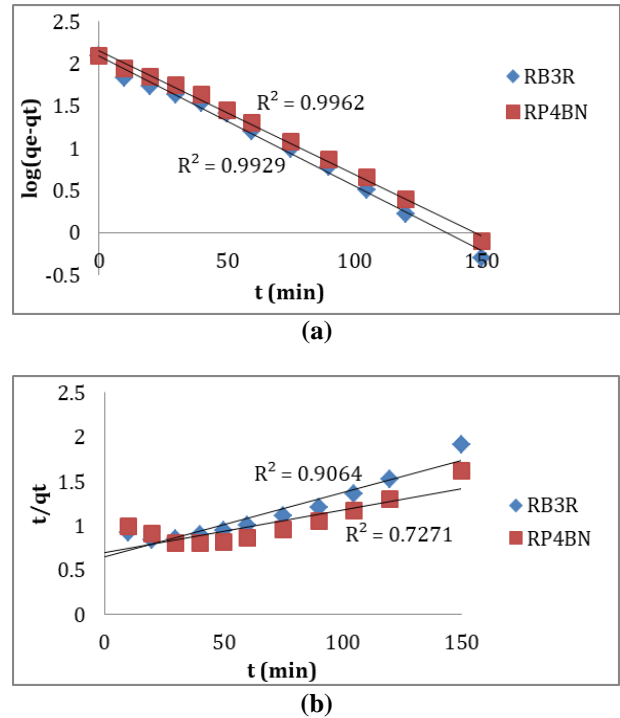 2.5
2
1.5
1
0.5
0
-0.5
log(qe-qt)
R² = 0.9962
R² = 0.9929
0 50 100 150
t (min)
RB3R
RP4BN
(a)
2.5
2
1.5
1
0.5
0
t/qt
R² = 0.9064
R² = 0.7271
0 50 100 150
t (min)
RB3R
RP4BN
(b)